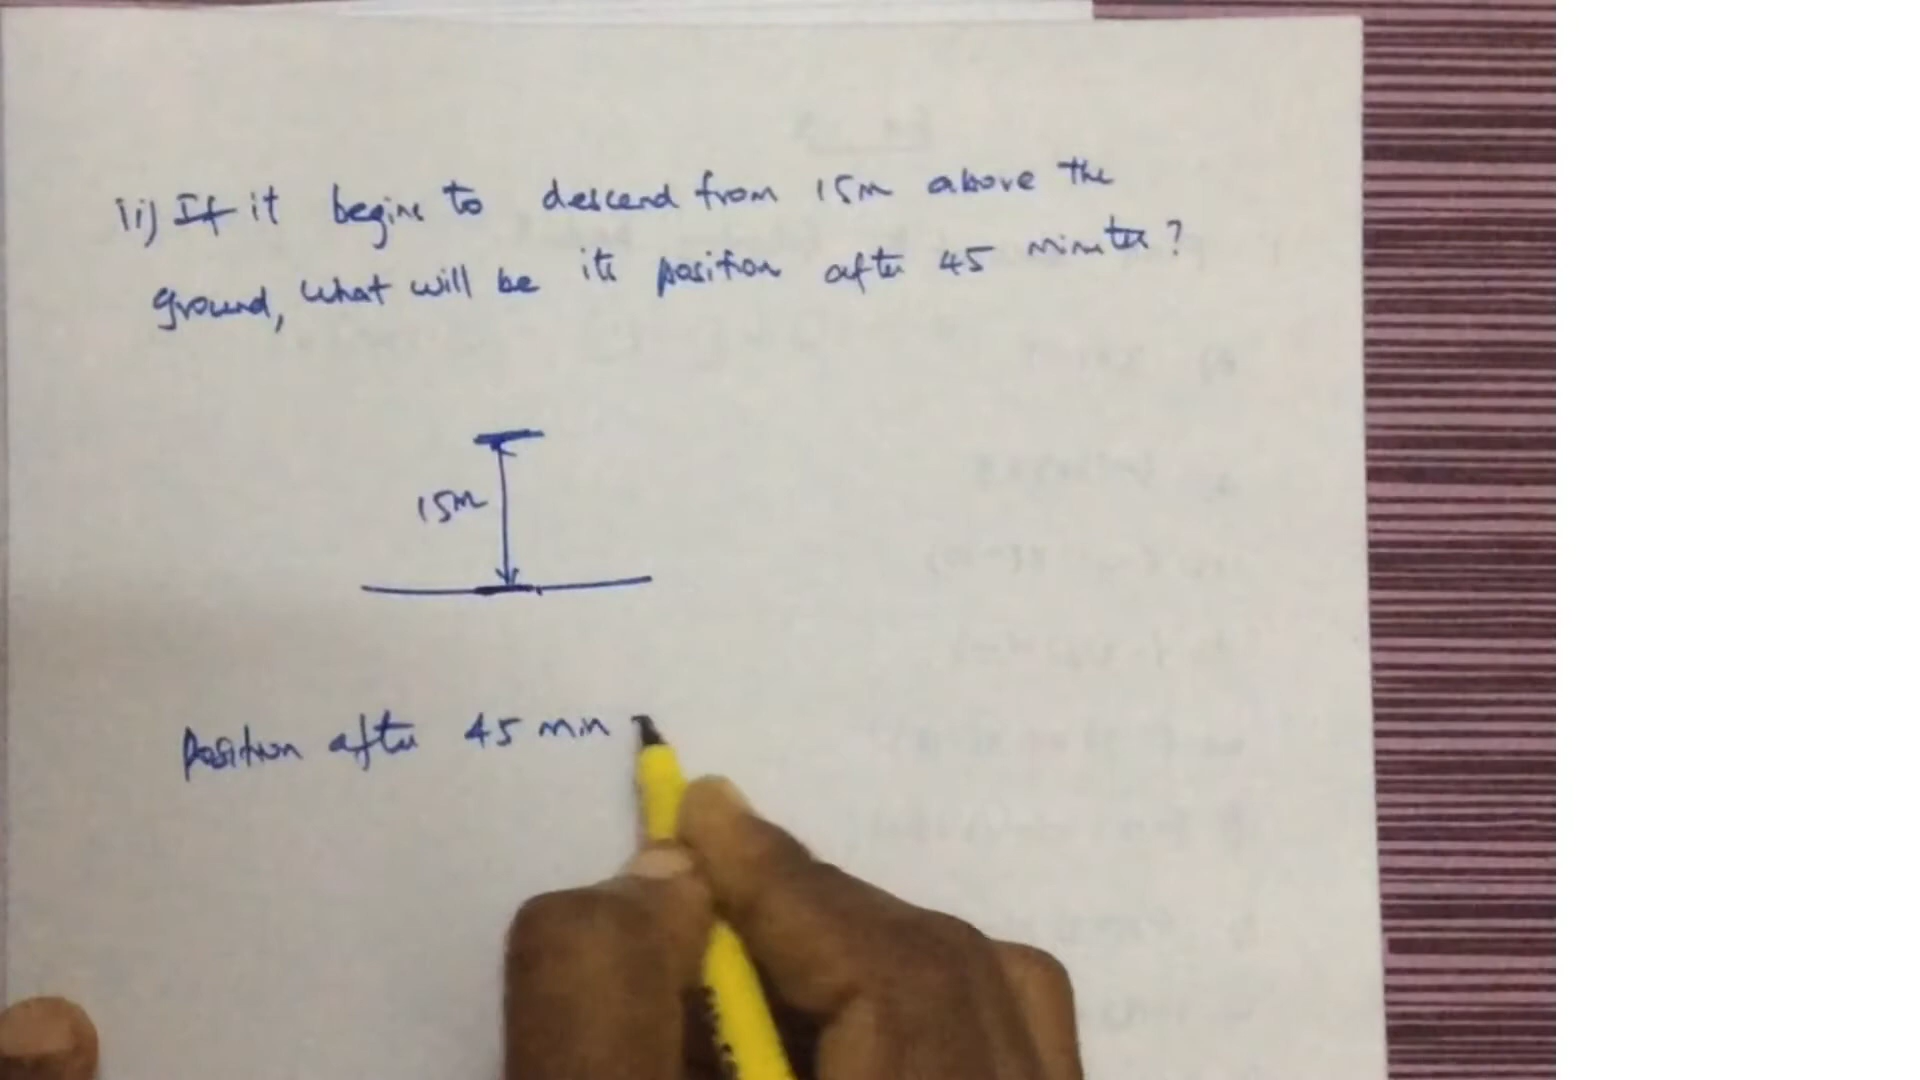 ii) If it begins to descend from 15m above the
ground, what will be its position after 45 minutes?
15m
Position after 45 min